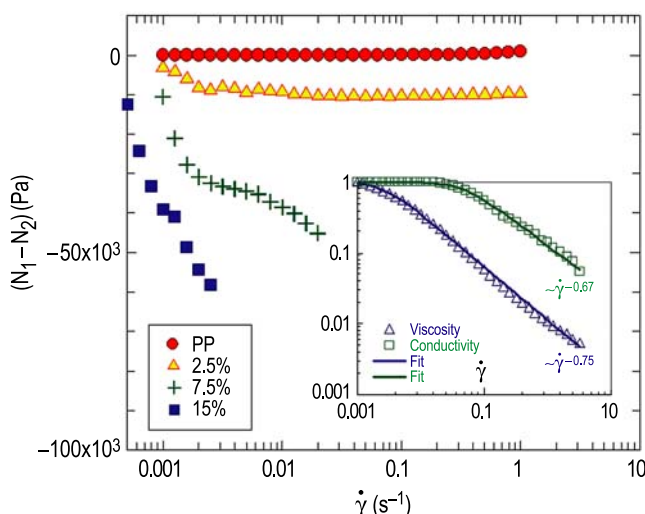 (N₁−N₂) (Pa)
0
−50x10³
−100x10³
0.001
0.01
0.1
1
10
γ̇ (s⁻¹)
PP
2.5%
7.5%
15%
1
0.1
0.01
0.001
0.001
0.1
10
γ̇
Viscosity
Conductivity
Fit
Fit
~γ̇⁻⁰·⁶⁷
~γ̇⁻⁰·⁷⁵